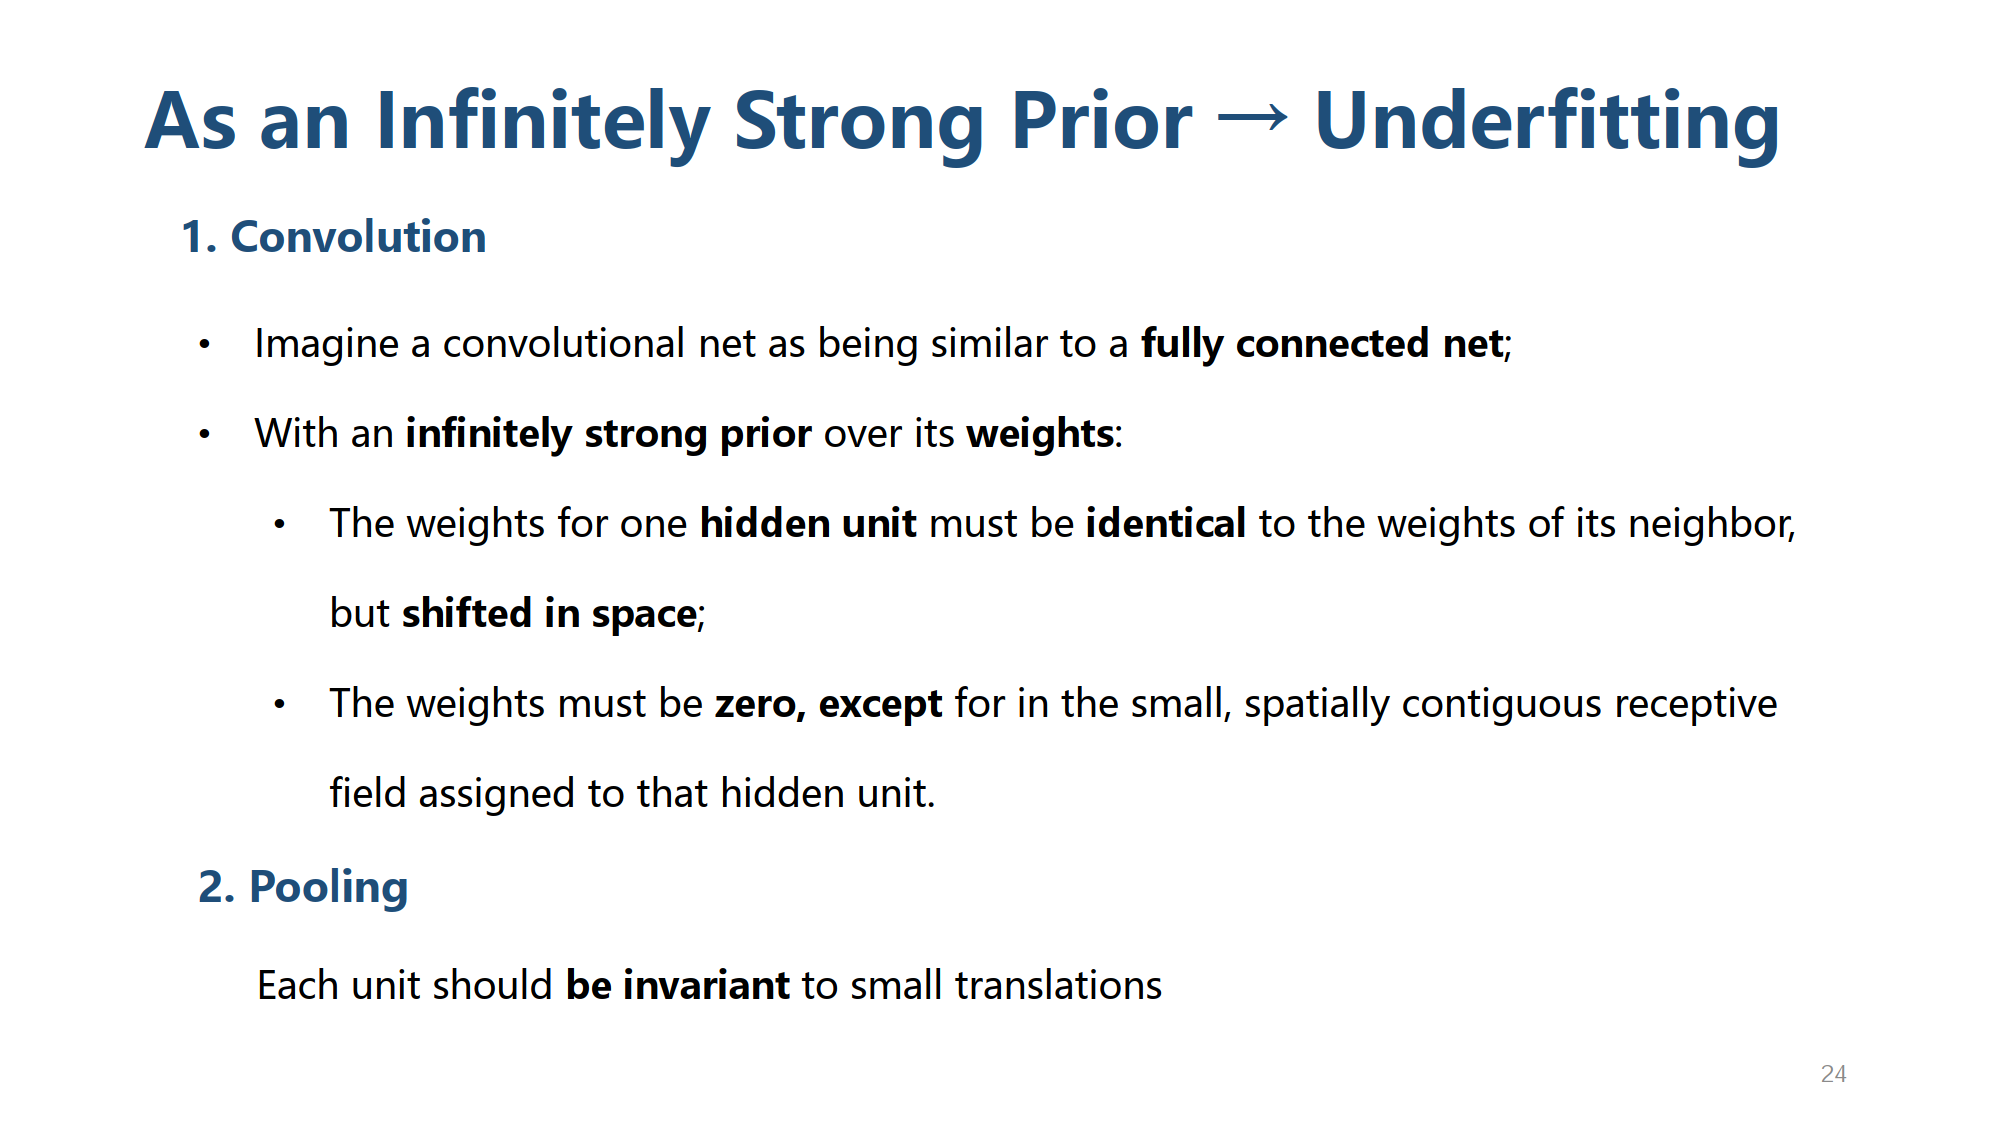 As an Infinitely Strong Prior → Underfitting
1. Convolution
• Imagine a convolutional net as being similar to a fully connected net;
• With an infinitely strong prior over its weights:
• The weights for one hidden unit must be identical to the weights of its neighbor,
but shifted in space;
• The weights must be zero, except for in the small, spatially contiguous receptive
field assigned to that hidden unit.
2. Pooling
Each unit should be invariant to small translations
24